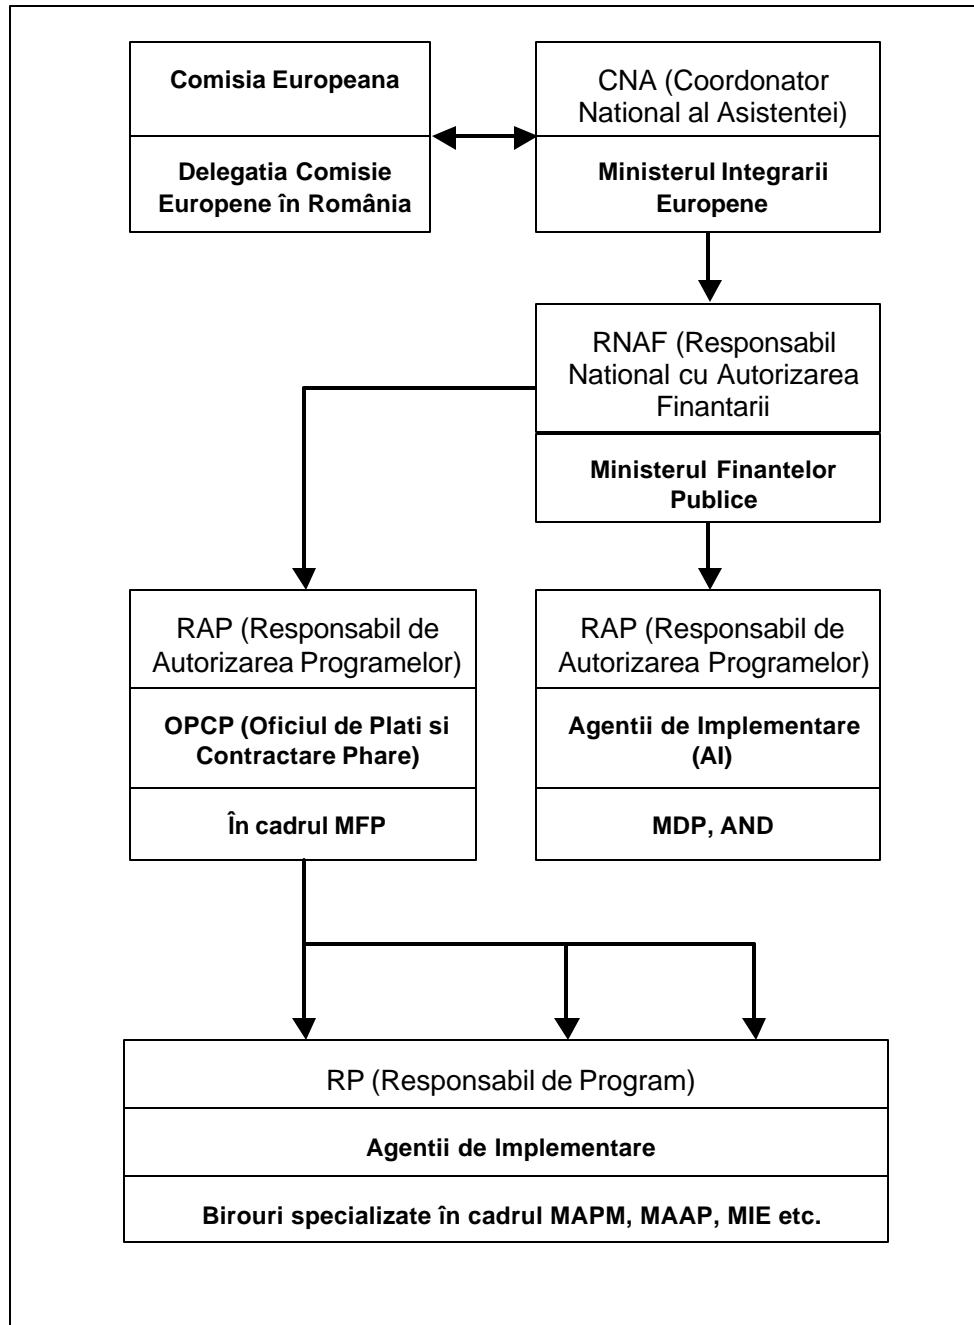 Comisia Europeana
Delegatia Comisie
Europene în România
CNA (Coordonator
National al Asistentei)
Ministerul Integrarii
Europene
RNAF (Responsabil
National cu Autorizarea
Finantarii
Ministerul Finantelor
Publice
RAP (Responsabil de
Autorizarea Programelor)
OPCP (Oficiul de Plati si
Contractare Phare)
În cadrul MFP
RAP (Responsabil de
Autorizarea Programelor)
Agentii de Implementare
(AI)
MDP, AND
RP (Responsabil de Program)
Agentii de Implementare
Birouri specializate în cadrul MAPM, MAAP, MIE etc.